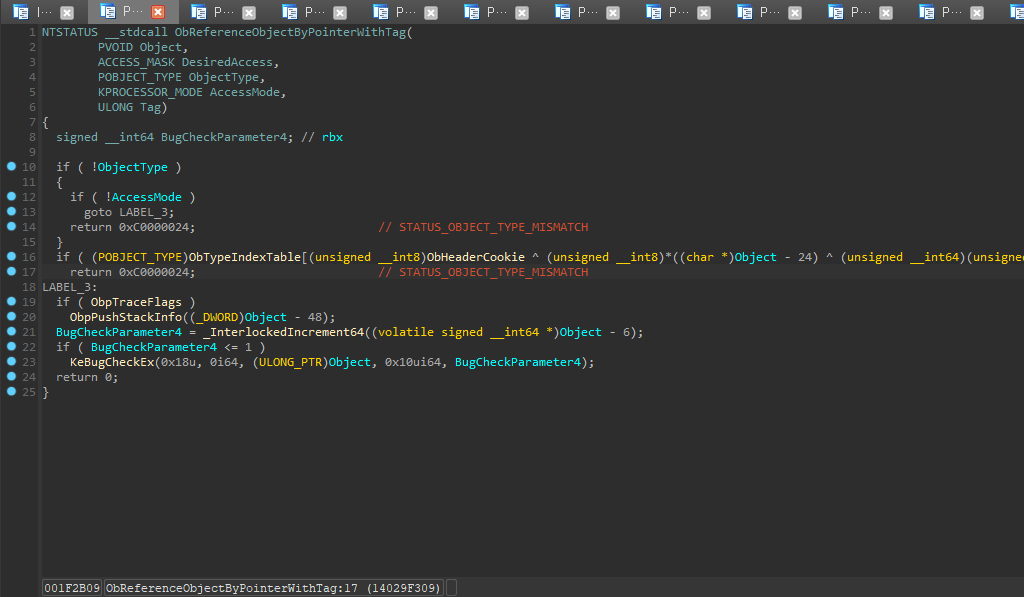 I··· P··· P··· P··· P··· P··· P··· P··· P··· P··· P···
1 NTSTATUS __stdcall ObReferenceObjectByPointerWithTag(
2 PVOID Object,
3 ACCESS_MASK DesiredAccess,
4 POBJECT_TYPE ObjectType,
5 KPROCESSOR_MODE AccessMode,
6 ULONG Tag)
7 {
8 signed __int64 BugCheckParameter4; // rbx
9
10 if ( !ObjectType )
11 {
12 if ( !AccessMode )
13 goto LABEL_3;
14 return 0xC0000024; // STATUS_OBJECT_TYPE_MISMATCH
15 }
16 if ( (POBJECT_TYPE)ObTypeIndexTable[(unsigned __int8)ObHeaderCookie ^ (unsigned __int8)*((char *)Object - 24) ^ (unsigned __int64)(unsigne
17 return 0xC0000024; // STATUS_OBJECT_TYPE_MISMATCH
18 LABEL_3:
19 if ( ObpTraceFlags )
20 ObpPushStackInfo((_DWORD)Object - 48);
21 BugCheckParameter4 = _InterlockedIncrement64((volatile signed __int64 *)Object - 6);
22 if ( BugCheckParameter4 <= 1 )
23 KeBugCheckEx(0x18u, 0i64, (ULONG_PTR)Object, 0x10ui64, BugCheckParameter4);
24 return 0;
25 }
001F2B09 ObReferenceObjectByPointerWithTag:17 (14029F309)